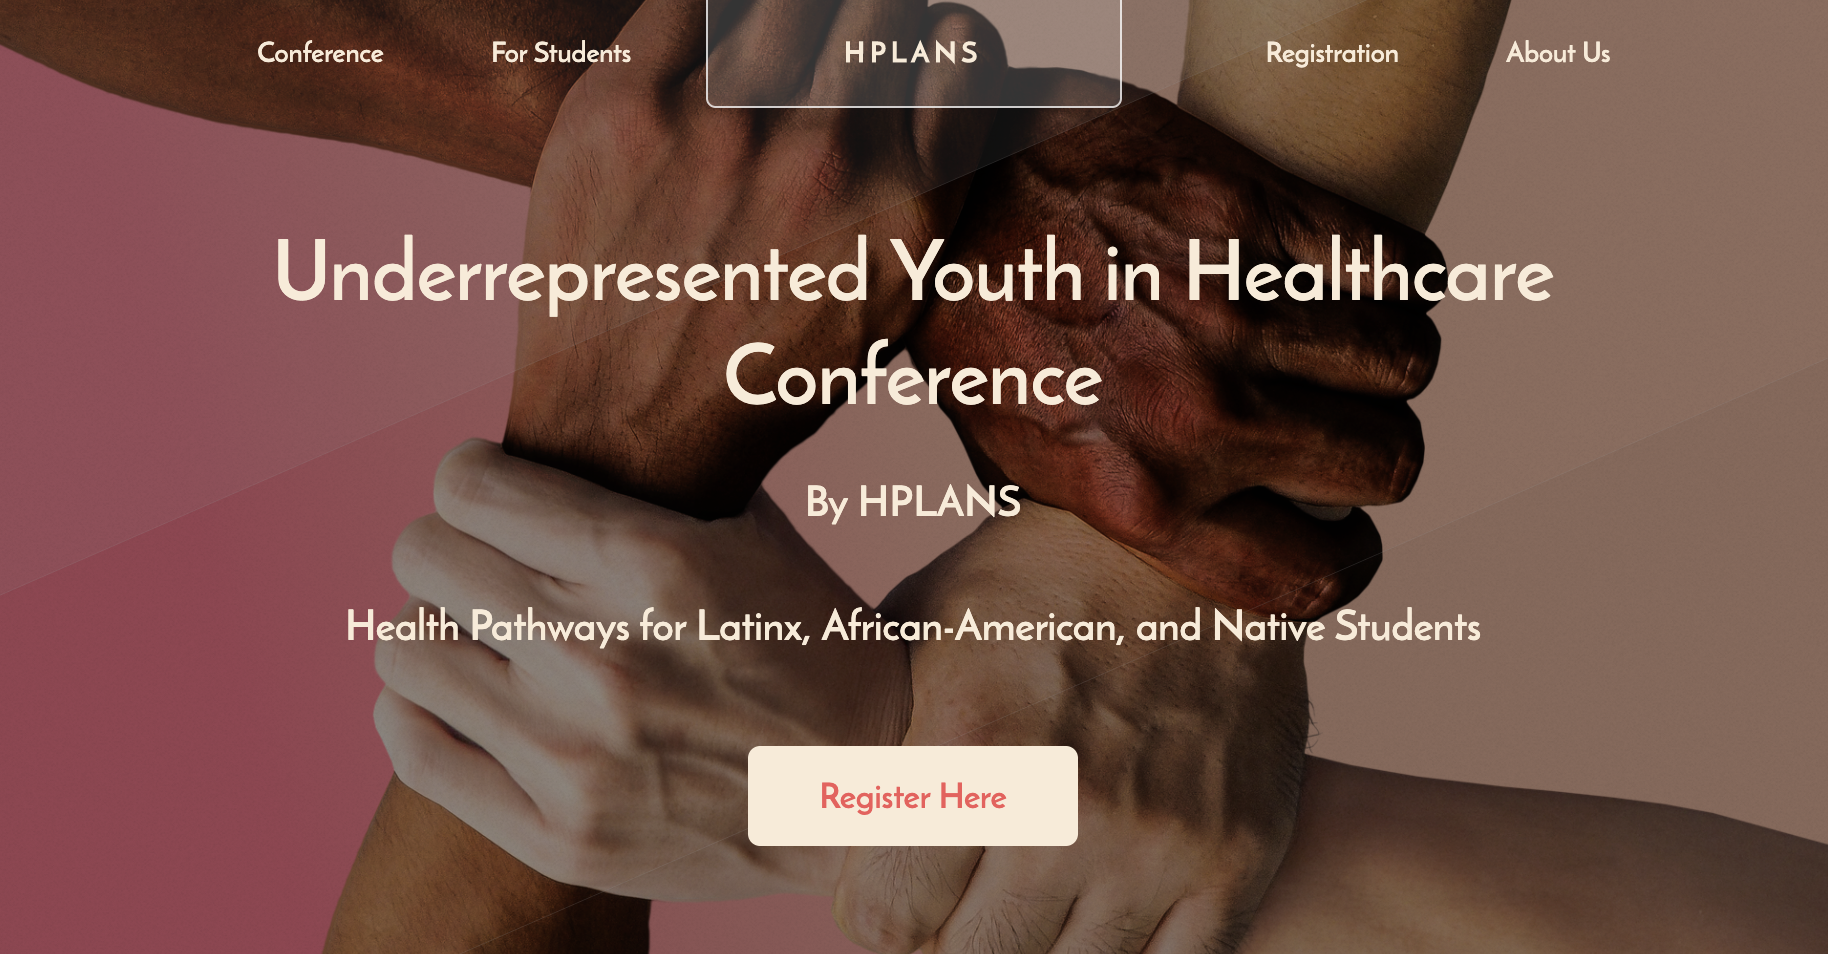 Conference
For Students
HPLANS
Registration
About Us
Underrepresented Youth in Healthcare
Conference
By HPLANS
Health Pathways for Latinx, African-American, and Native Students
Register Here